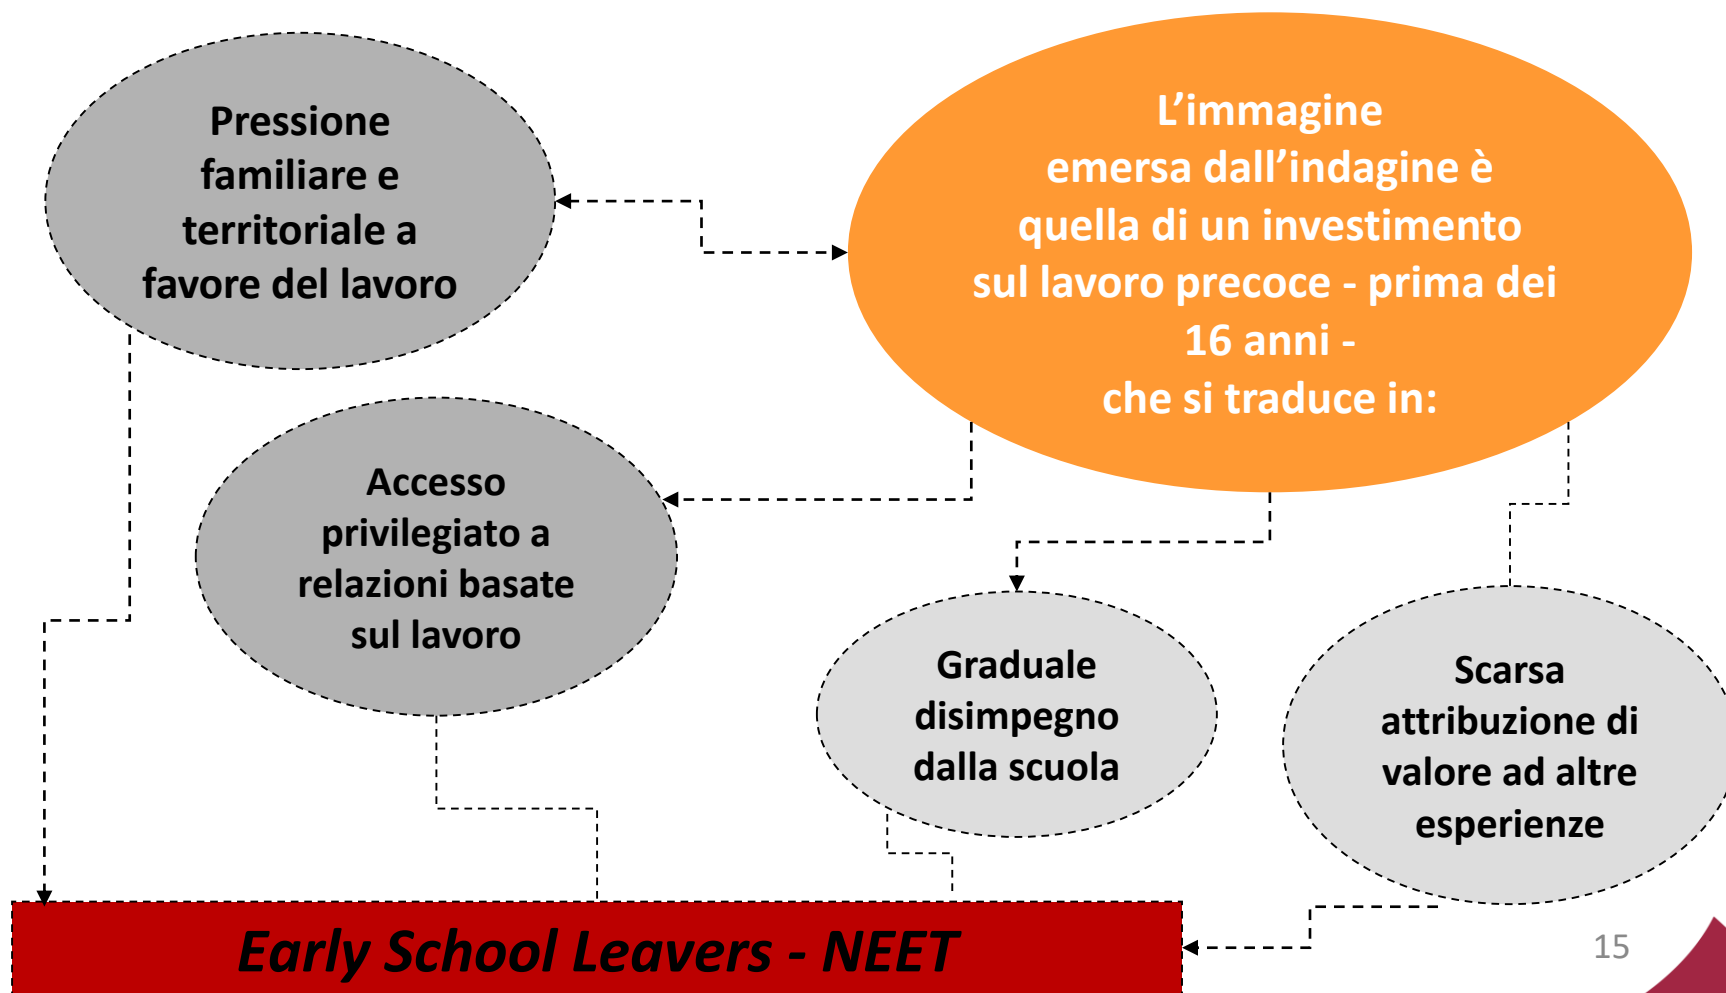 Pressione
familiare e
territoriale a
favore del lavoro
L’immagine
emersa dall’indagine è
quella di un investimento
sul lavoro precoce - prima dei
16 anni -
che si traduce in:
Accesso
privilegiato a
relazioni basate
sul lavoro
Graduale
disimpegno
dalla scuola
Scarsa
attribuzione di
valore ad altre
esperienze
Early School Leavers - NEET
15